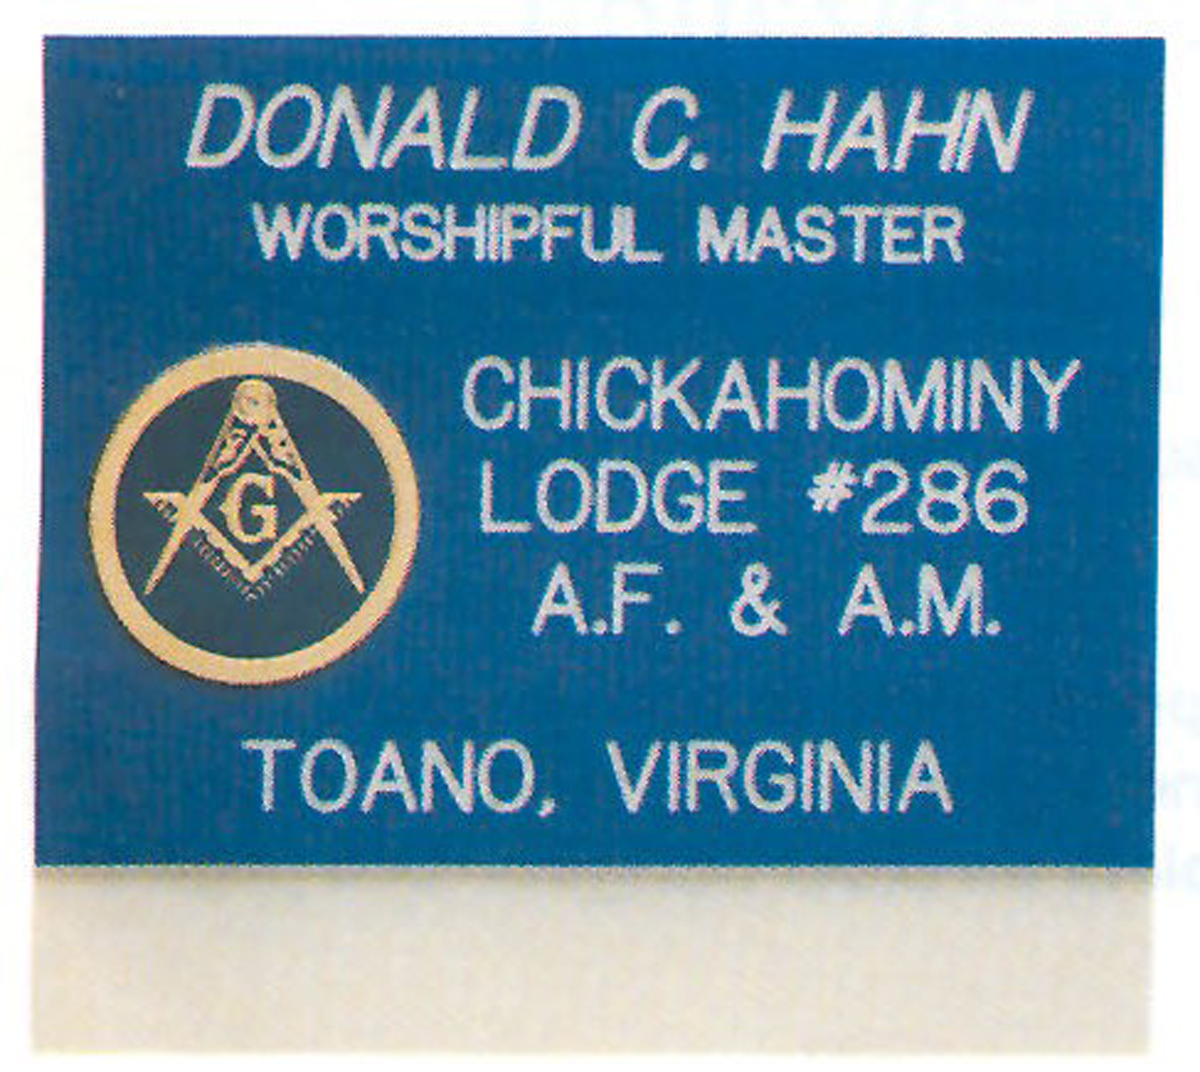 DONALD C. HAHN
WORSHIPFUL MASTER
CHICKAHOMINY
LODGE #286
A.F. & A.M.
G
TOANO, VIRGINIA